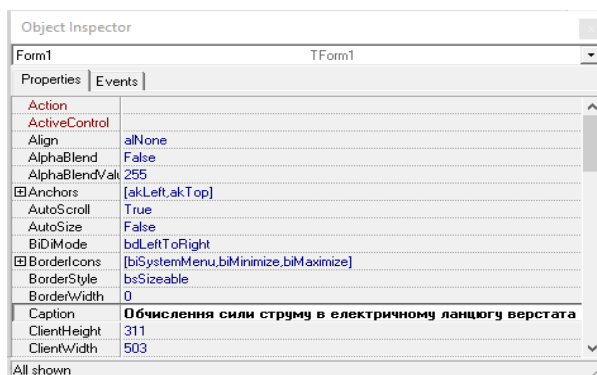 Object Inspector
Form1 TForm1
Properties Events
Action
ActiveControl
Align alNone
AlphaBlend False
AlphaBlendValu 255
Anchors [akLeft,akTop]
AutoScroll True
AutoSize False
BiDiMode bdLeftToRight
BorderIcons [biSystemMenu,biMinimize,biMaximize]
BorderStyle bsSizeable
BorderWidth 0
Caption Обчислення сили струму в електричному ланцюгу верстата
ClientHeight 311
ClientWidth 503
All shown